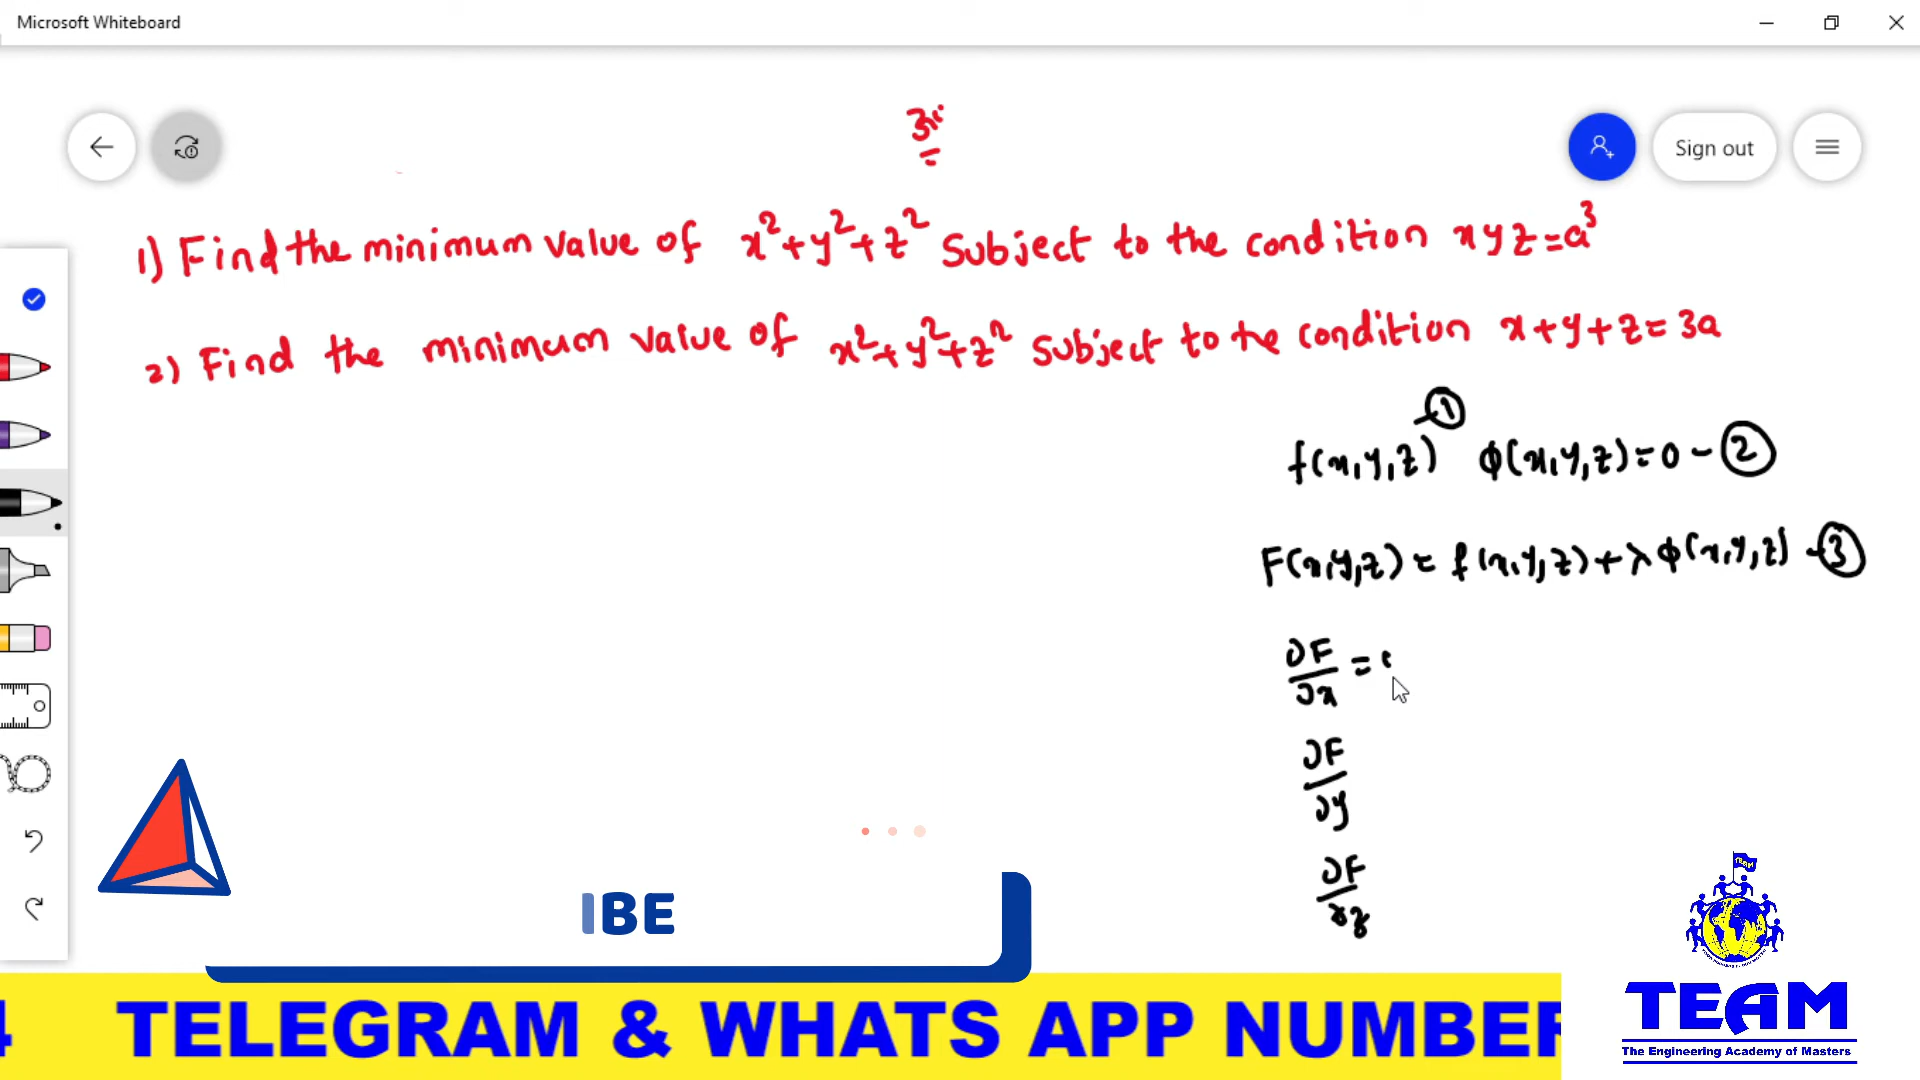 Microsoft Whiteboard
Sign out
1) Find the minimum value of x²+y²+z² subject to the condition xyz=a³
2) Find the minimum value of x²+y²+z² subject to the condition x+y+z=3a
f(x,y,z) -① φ(x,y,z)=0 -②
F(x,y,z) = f(x,y,z)+λφ(x,y,z) -③
∂F/∂x =
∂F/∂y
∂F/∂z
IBE
4 TELEGRAM & WHATS APP NUMBER
TEAM
The Engineering Academy of Masters